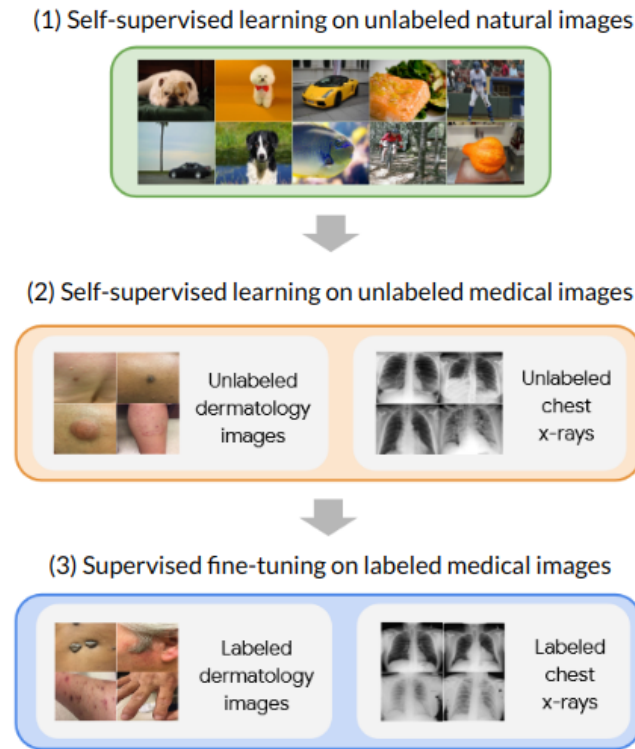 (1) Self-supervised learning on unlabeled natural images
(2) Self-supervised learning on unlabeled medical images
Unlabeled
dermatology
images
Unlabeled
chest
x-rays
(3) Supervised fine-tuning on labeled medical images
Labeled
dermatology
images
Labeled
chest
x-rays